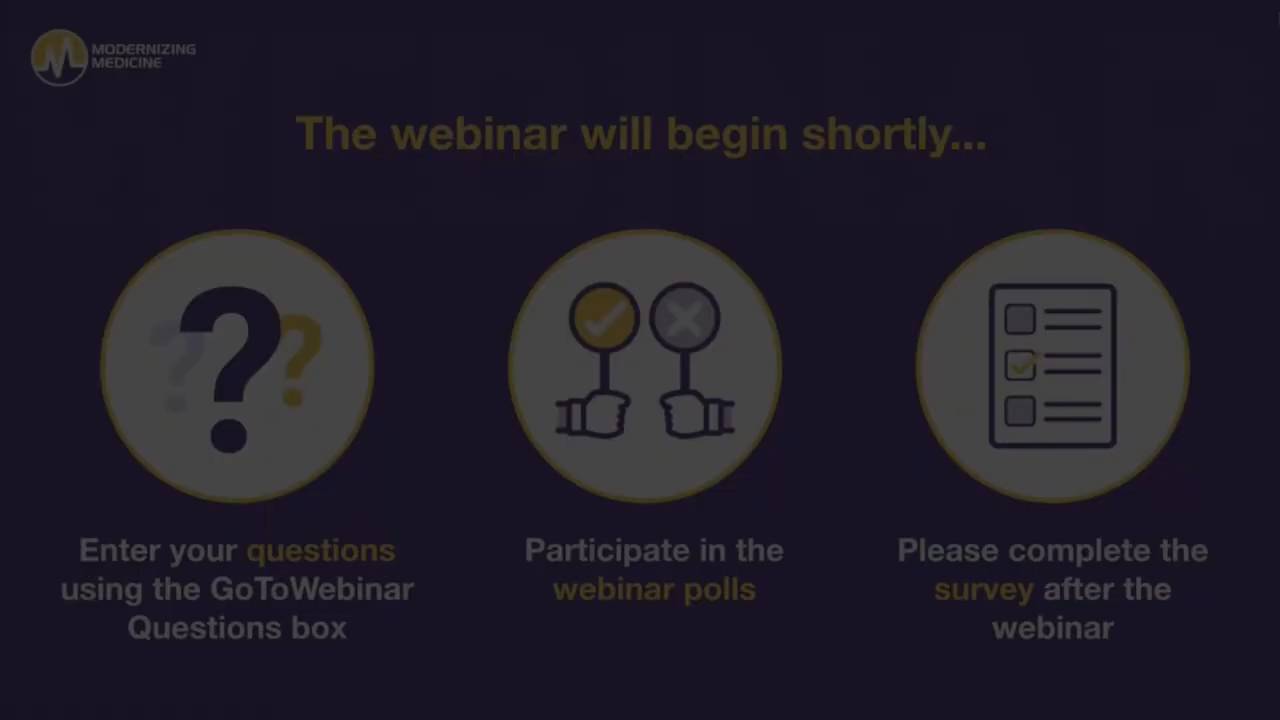 MODERNIZING
MEDICINE
The webinar will begin shortly...
Enter your questions
using the GoToWebinar
Questions box
Participate in the
webinar polls
Please complete the
survey after the
webinar